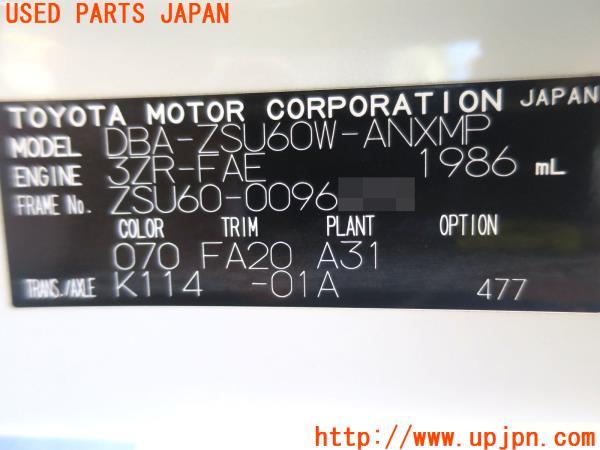 USED PARTS JAPAN
TOYOTA MOTOR CORPORATION JAPAN
MODEL DBA-ZSU60W-ANXMP
ENGINE 3ZR-FAE 1986 mL
FRAME No. ZSU60-0096
COLOR TRIM PLANT OPTION
070 FA20 A31
TRANS./AXLE K114 -01A 477
http://www.upjpn.com